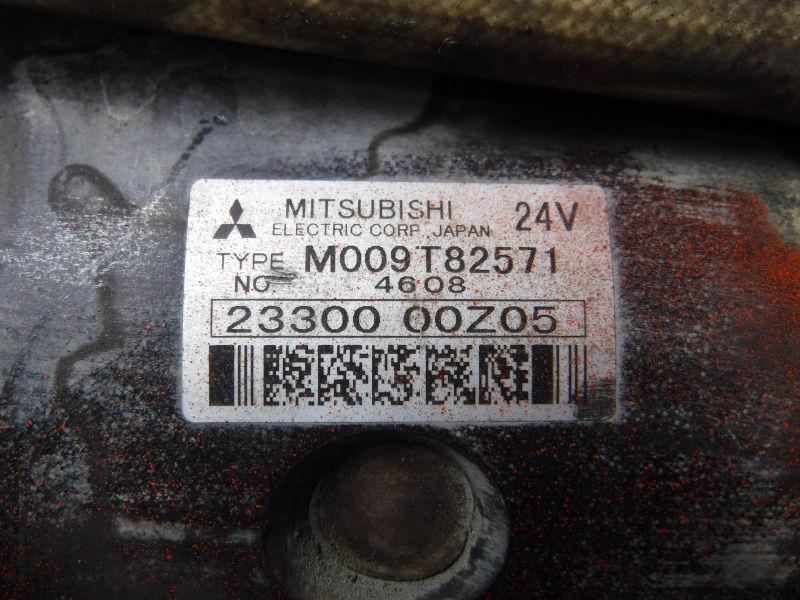 MITSUBISHI 24V
ELECTRIC CORP. JAPAN
TYPE M009T82571
NO 4608
23300 00Z05